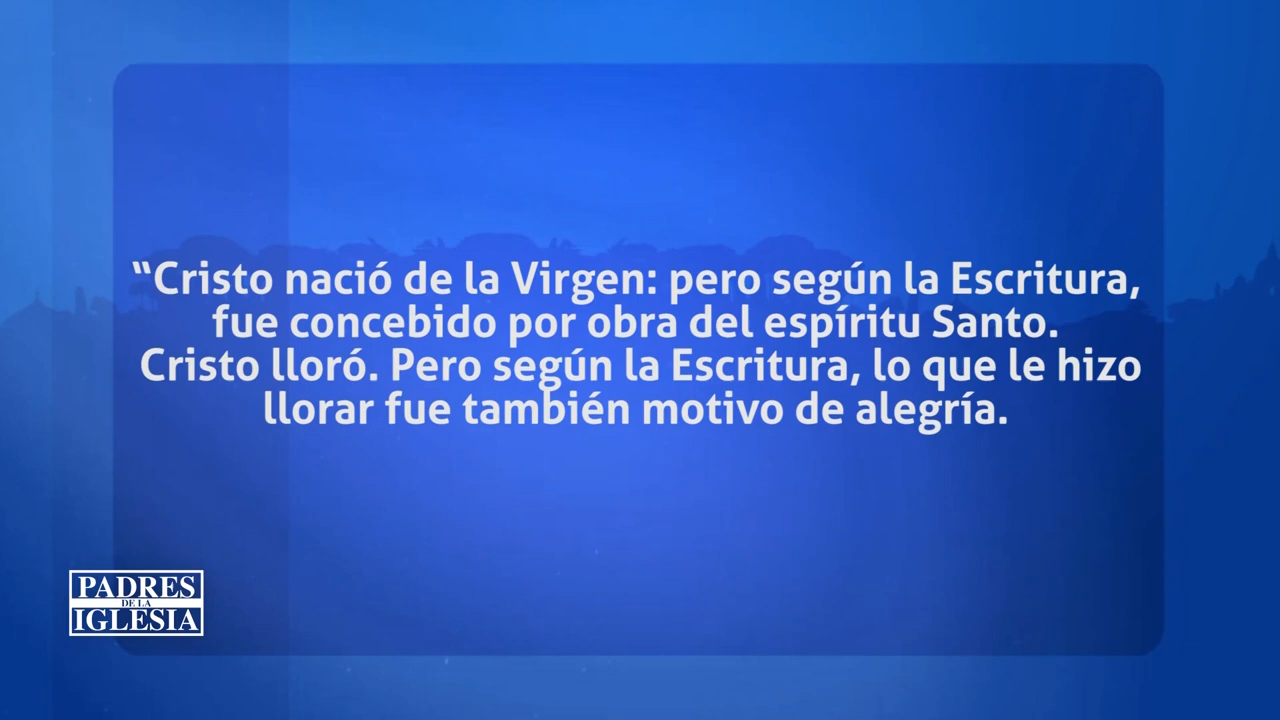 “Cristo nació de la Virgen: pero según la Escritura,
fue concebido por obra del espíritu Santo.
Cristo lloró. Pero según la Escritura, lo que le hizo
llorar fue también motivo de alegría.
PADRES
DE LA
IGLESIA